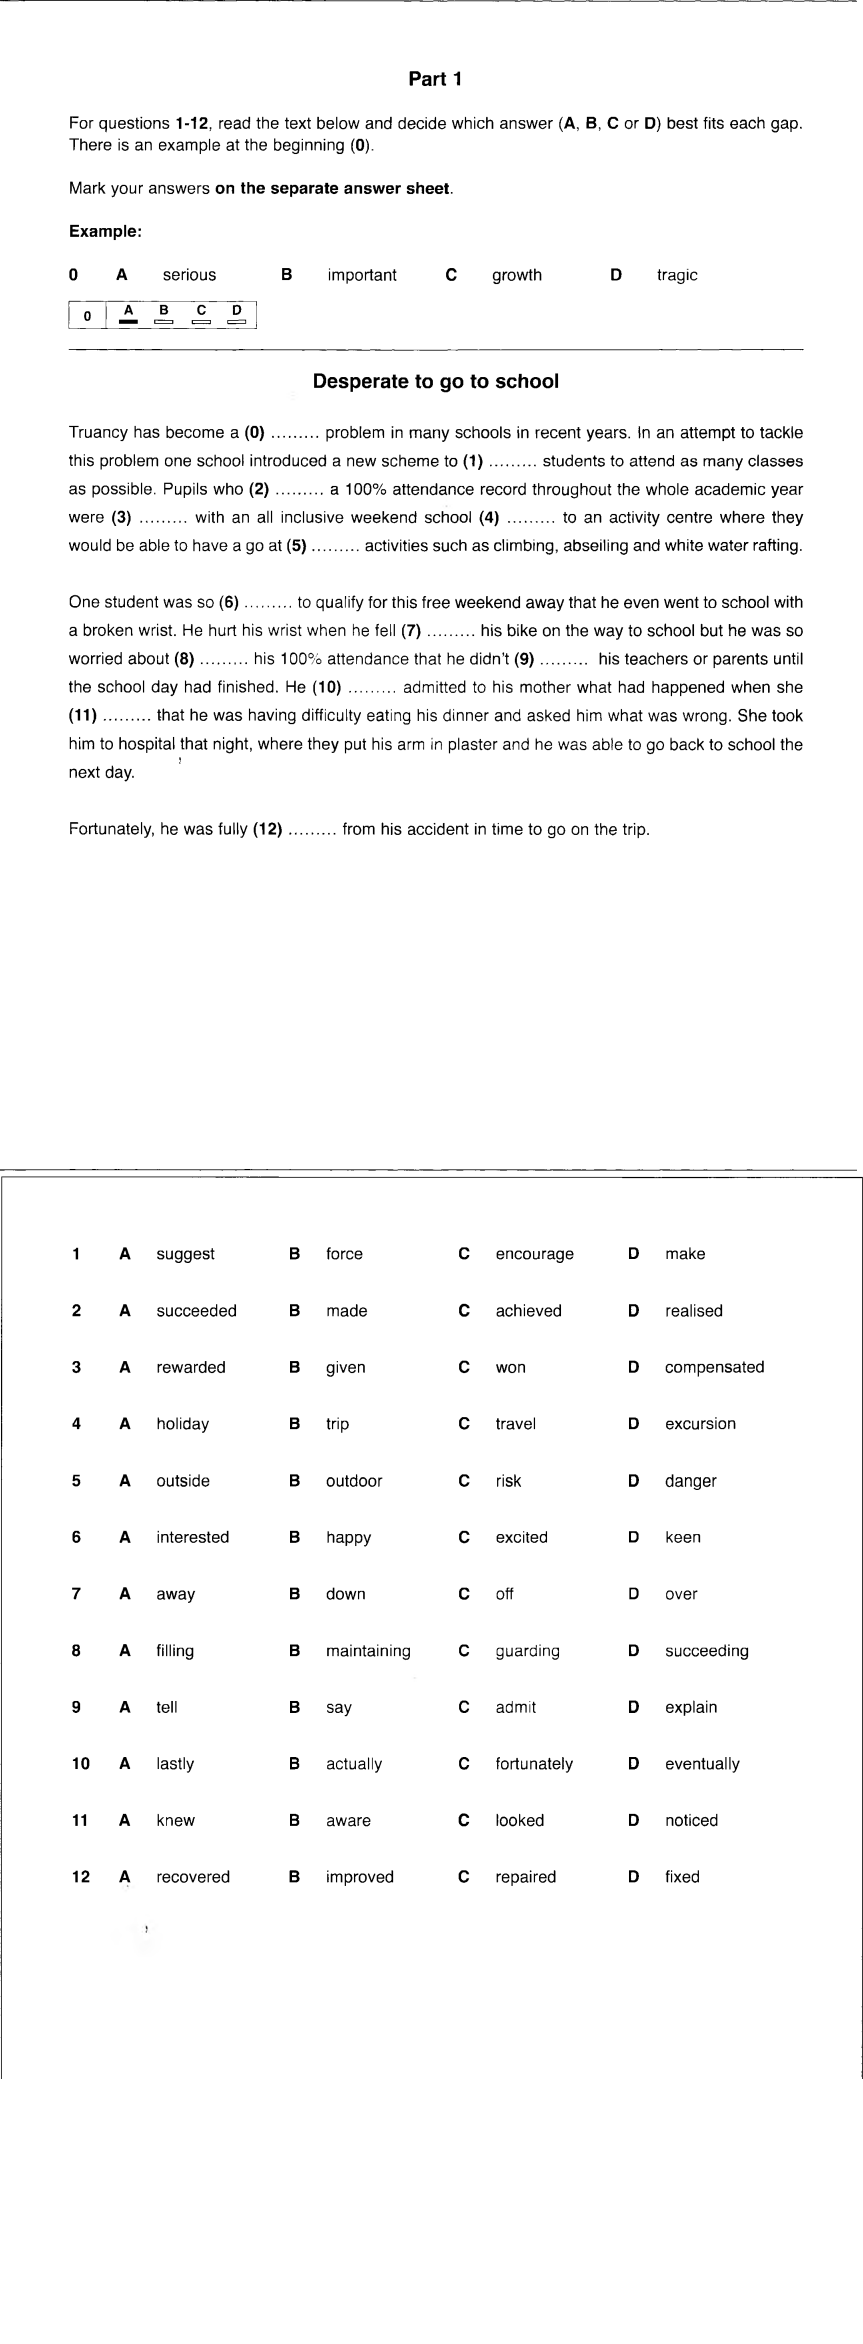 Part 1
For questions 1-12, read the text below and decide which answer (A, B, C or D) best fits each gap.
There is an example at the beginning (0).
Mark your answers on the separate answer sheet.
Example:
0 A serious B important C growth D tragic
0 A B C D
Desperate to go to school
Truancy has become a (0) ......... problem in many schools in recent years. In an attempt to tackle
this problem one school introduced a new scheme to (1) ......... students to attend as many classes
as possible. Pupils who (2) ......... a 100% attendance record throughout the whole academic year
were (3) ......... with an all inclusive weekend school (4) ......... to an activity centre where they
would be able to have a go at (5) ......... activities such as climbing, abseiling and white water rafting.
One student was so (6) ......... to qualify for this free weekend away that he even went to school with
a broken wrist. He hurt his wrist when he fell (7) ......... his bike on the way to school but he was so
worried about (8) ......... his 100% attendance that he didn't (9) ......... his teachers or parents until
the school day had finished. He (10) ......... admitted to his mother what had happened when she
(11) ......... that he was having difficulty eating his dinner and asked him what was wrong. She took
him to hospital that night, where they put his arm in plaster and he was able to go back to school the
next day.
Fortunately, he was fully (12) ......... from his accident in time to go on the trip.
1 A suggest B force C encourage D make
2 A succeeded B made C achieved D realised
3 A rewarded B given C won D compensated
4 A holiday B trip C travel D excursion
5 A outside B outdoor C risk D danger
6 A interested B happy C excited D keen
7 A away B down C off D over
8 A filling B maintaining C guarding D succeeding
9 A tell B say C admit D explain
10 A lastly B actually C fortunately D eventually
11 A knew B aware C looked D noticed
12 A recovered B improved C repaired D fixed